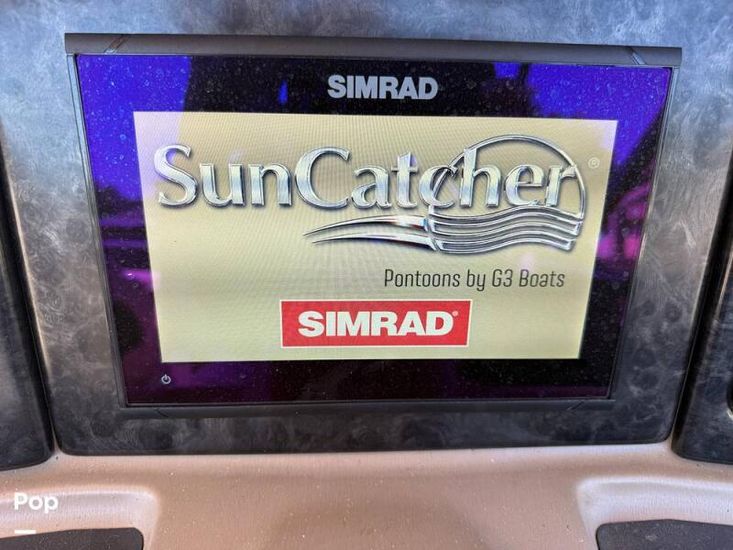 SIMRAD
SunCatcher®
Pontoons by G3 Boats
SIMRAD®
Pop